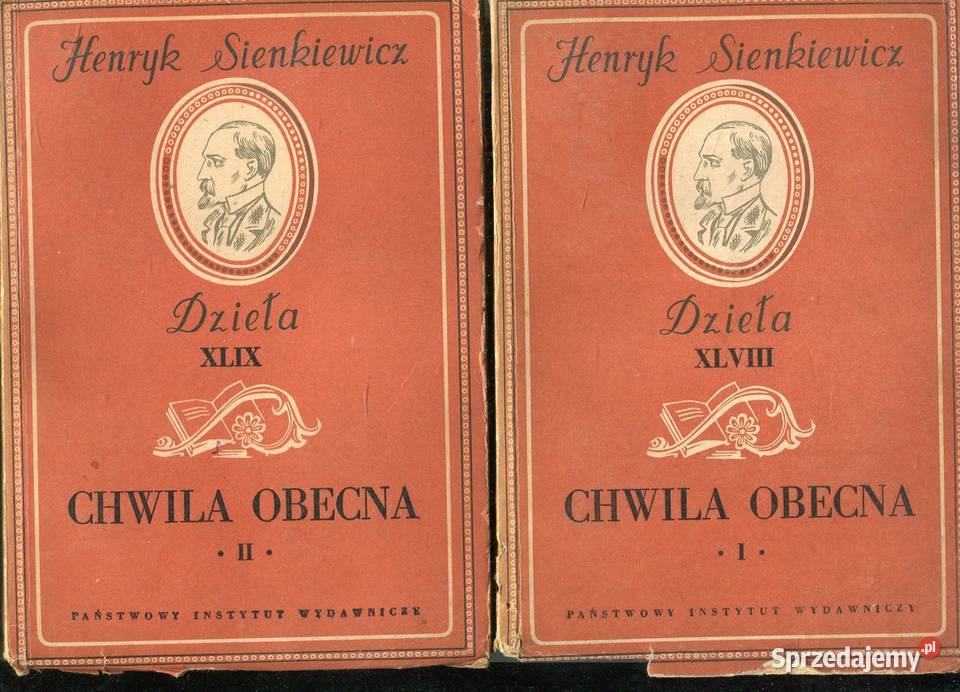 Henryk Sienkiewicz
Dzieła
XLIX
CHWILA OBECNA
• II •
PAŃSTWOWY INSTYTUT WYDAWNICZY
Henryk Sienkiewicz
Dzieła
XLVIII
CHWILA OBECNA
• I •
PAŃSTWOWY INSTYTUT WYDAWNICZY
Sprzedajemy.pl